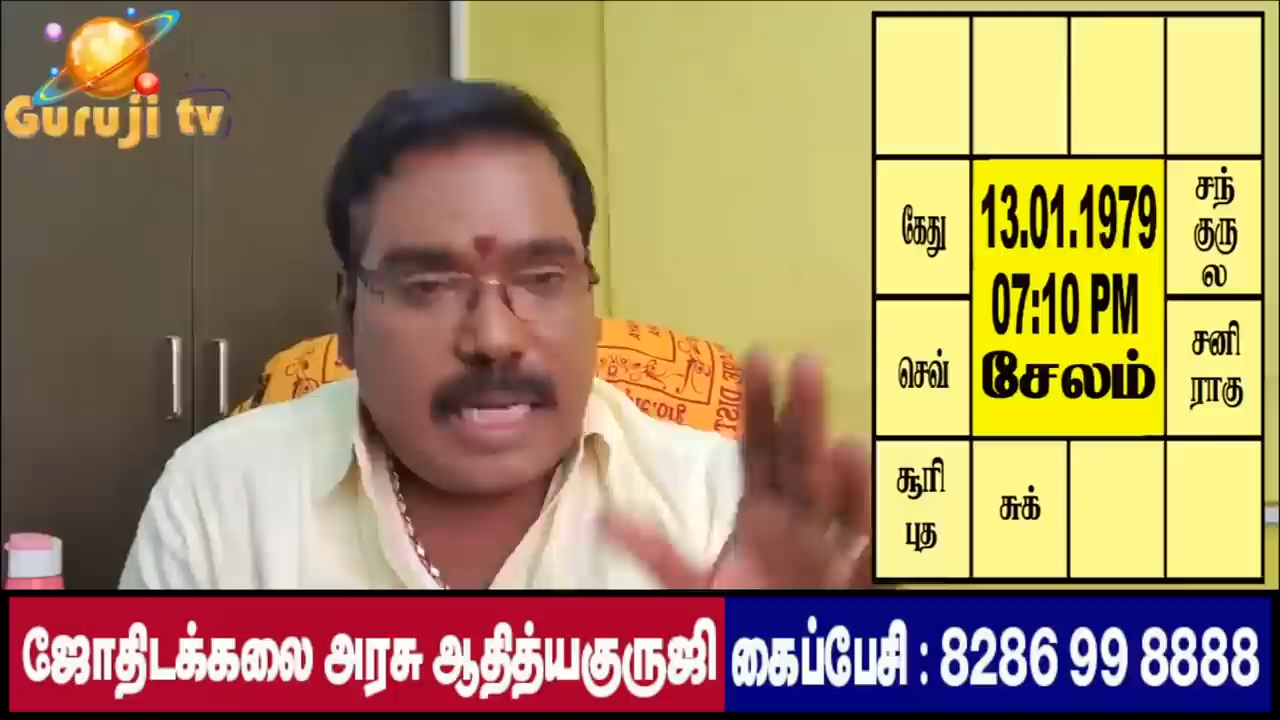 Guruji tv
கேது
13.01.1979
07:10 PM
சேலம்
சந்
குரு
ல
செவ்
சனி
ராகு
சூரி
புத
சுக்
ஜோதிடக்கலை அரசு ஆதித்யகுருஜி கைப்பேசி : 8286 99 8888